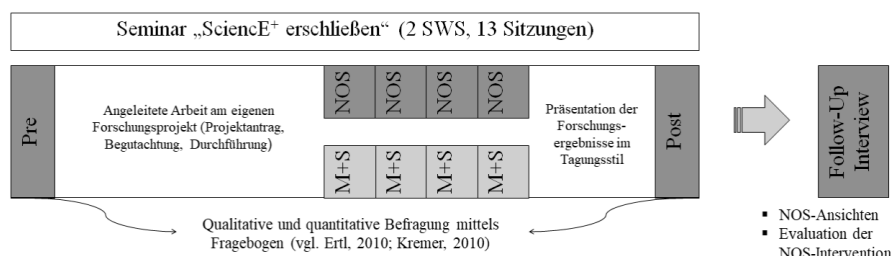 Seminar „SciencE⁺ erschließen“ (2 SWS, 13 Sitzungen)
Pre
Angeleitete Arbeit am eigenen
Forschungsprojekt (Projektantrag,
Begutachtung, Durchführung)
NOS
NOS
NOS
NOS
M+S
M+S
M+S
M+S
Präsentation der
Forschungs-
ergebnisse im
Tagungsstil
Post
Follow-Up
Interview
Qualitative und quantitative Befragung mittels
Fragebogen (vgl. Ertl, 2010; Kremer, 2010)
▪ NOS-Ansichten
▪ Evaluation der
NOS-Intervention